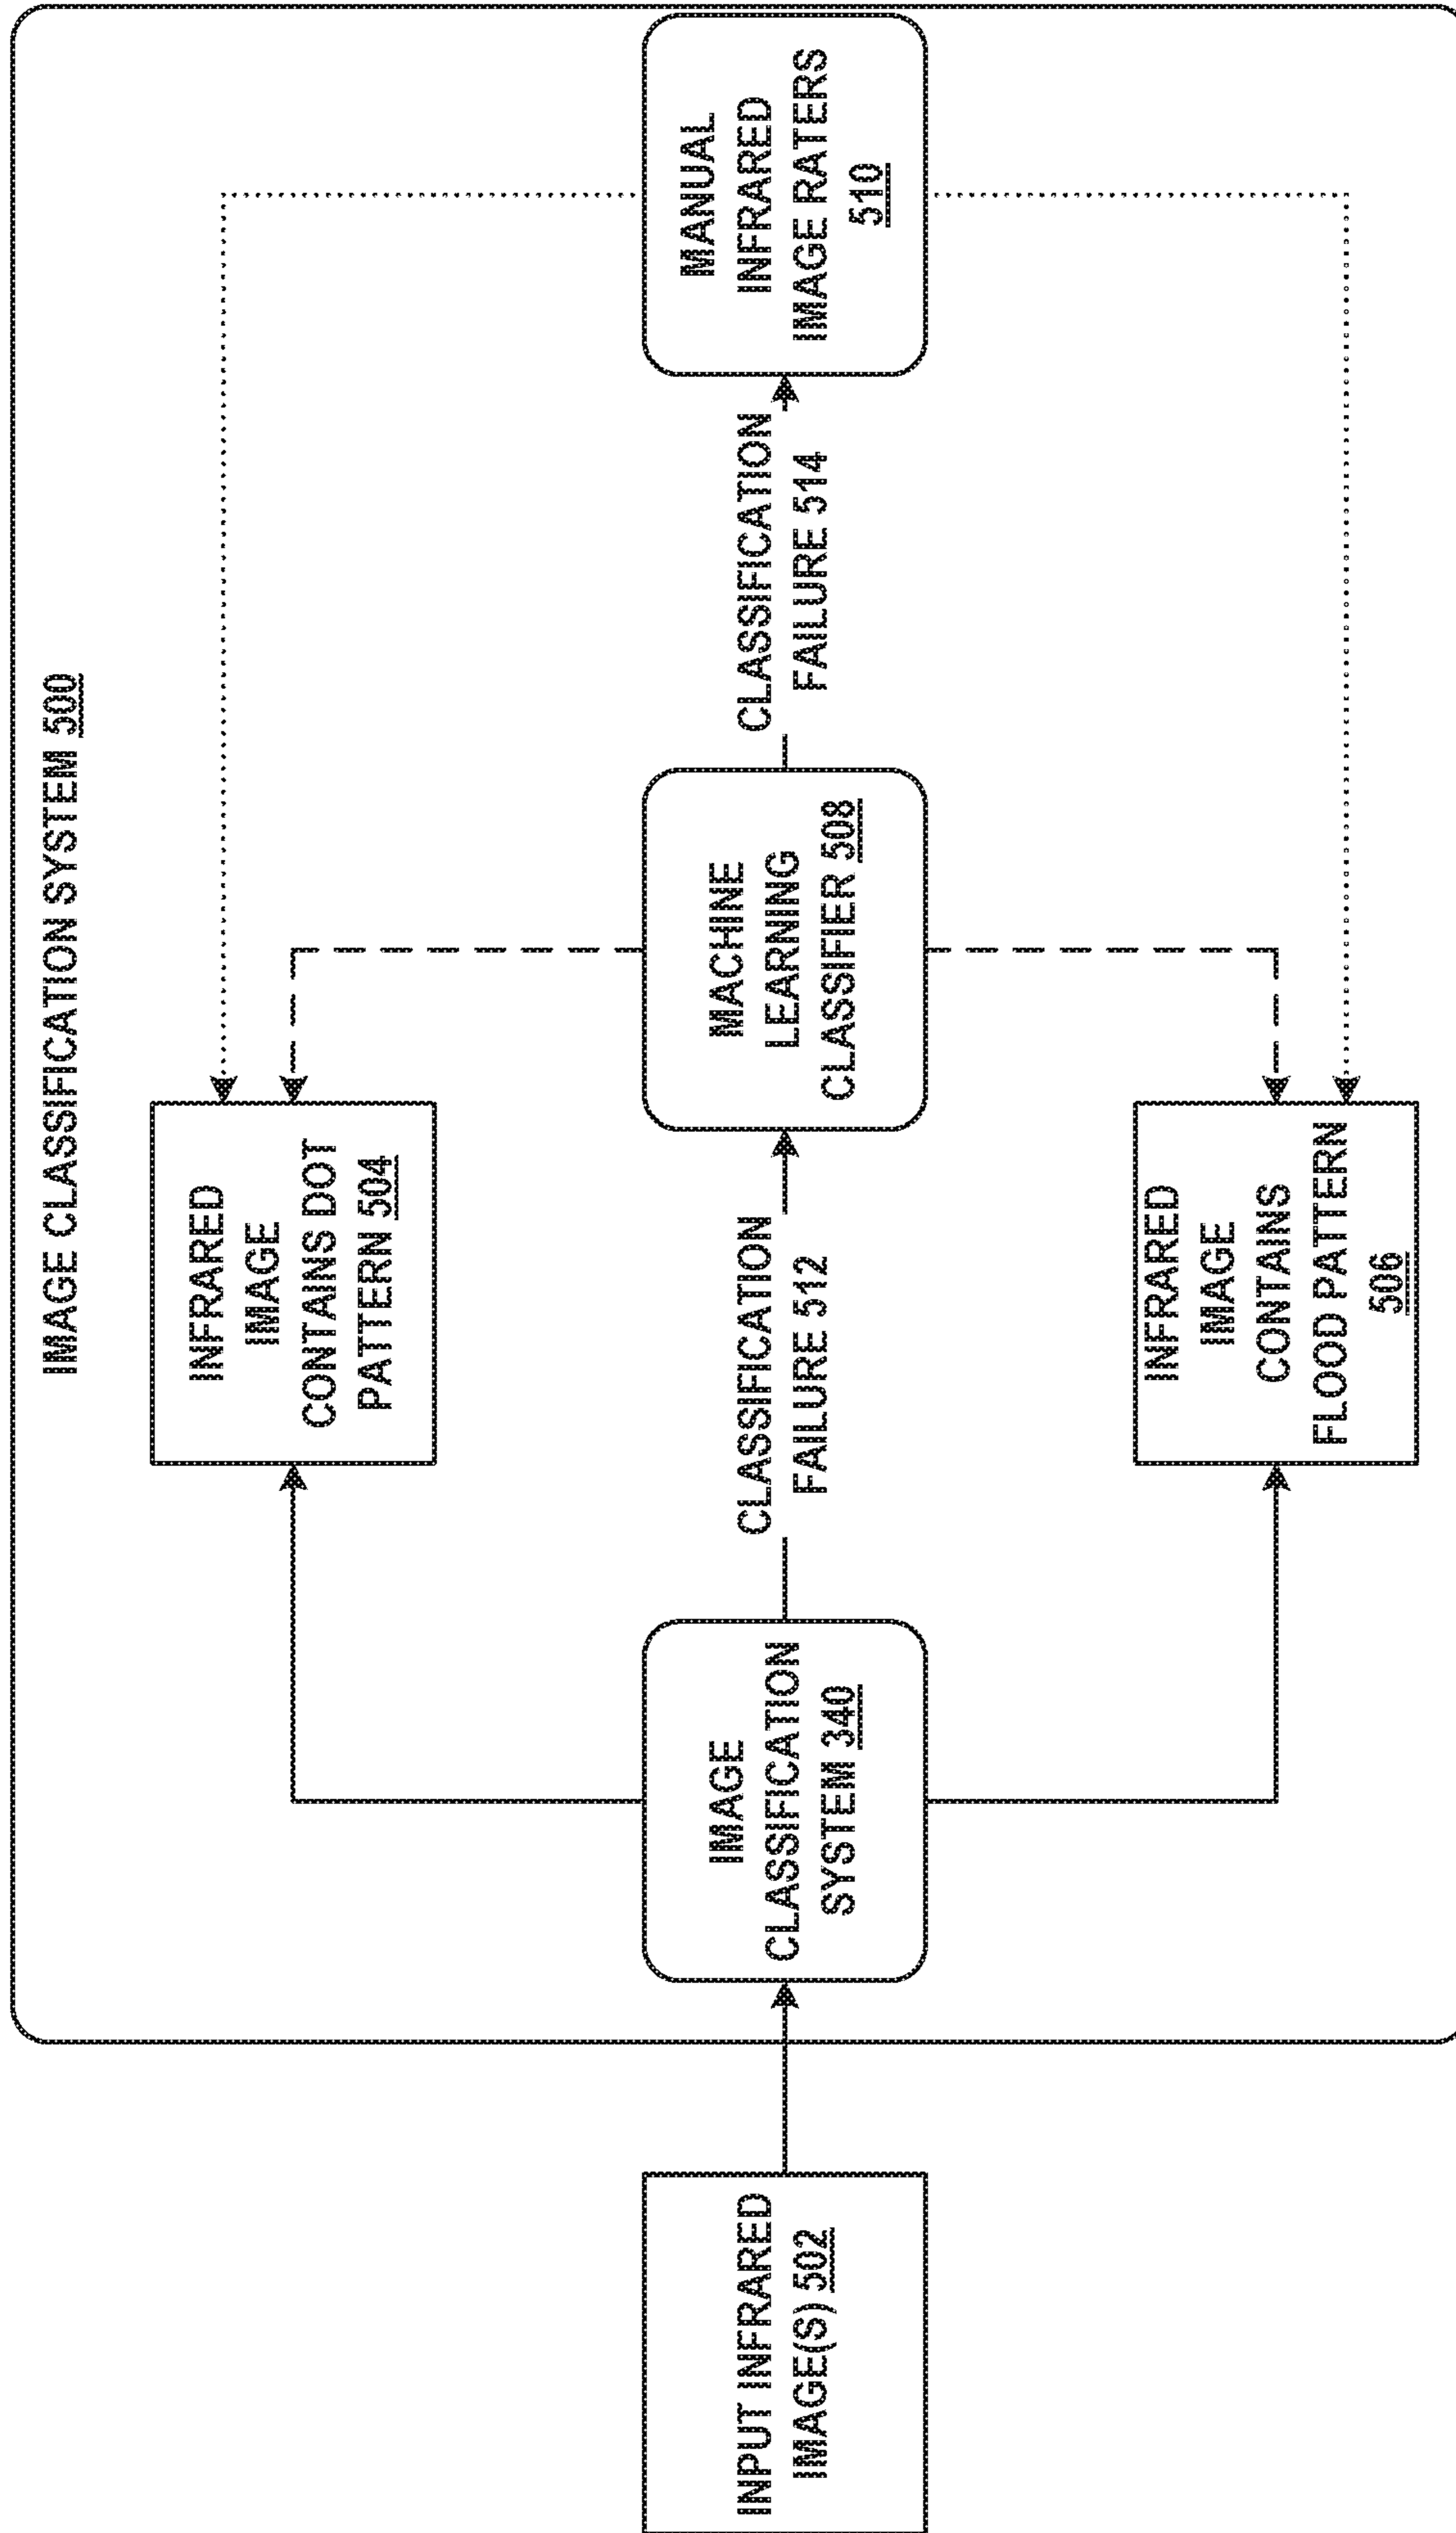 IMAGE CLASSIFICATION SYSTEM 500
INPUT INFRARED
IMAGE(S) 502
IMAGE
CLASSIFICATION
SYSTEM 340
INFRARED
IMAGE
CONTAINS DOT
PATTERN 504
CLASSIFICATION
FAILURE 512
INFRARED
IMAGE
CONTAINS
FLOOD PATTERN
506
MACHINE
LEARNING
CLASSIFIER 508
CLASSIFICATION
FAILURE 514
MANUAL
INFRARED
IMAGE RATERS
510